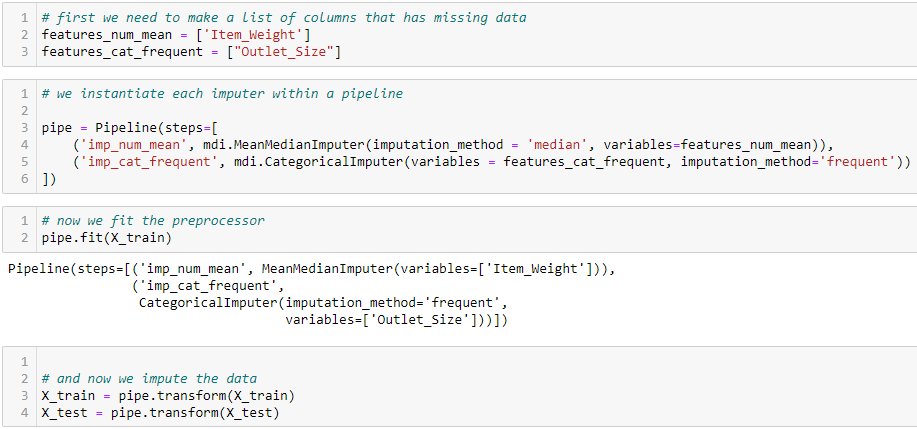 1 # first we need to make a list of columns that has missing data
2 features_num_mean = ['Item_Weight']
3 features_cat_frequent = ["Outlet_Size"]
1 # we instantiate each imputer within a pipeline
2
3 pipe = Pipeline(steps=[
4     ('imp_num_mean', mdi.MeanMedianImputer(imputation_method = 'median', variables=features_num_mean)),
5     ('imp_cat_frequent', mdi.CategoricalImputer(variables = features_cat_frequent, imputation_method='frequent'))
6 ])
1 # now we fit the preprocessor
2 pipe.fit(X_train)
Pipeline(steps=[('imp_num_mean', MeanMedianImputer(variables=['Item_Weight'])),
                ('imp_cat_frequent',
                 CategoricalImputer(imputation_method='frequent',
                                    variables=['Outlet_Size']))])
1
2 # and now we impute the data
3 X_train = pipe.transform(X_train)
4 X_test = pipe.transform(X_test)